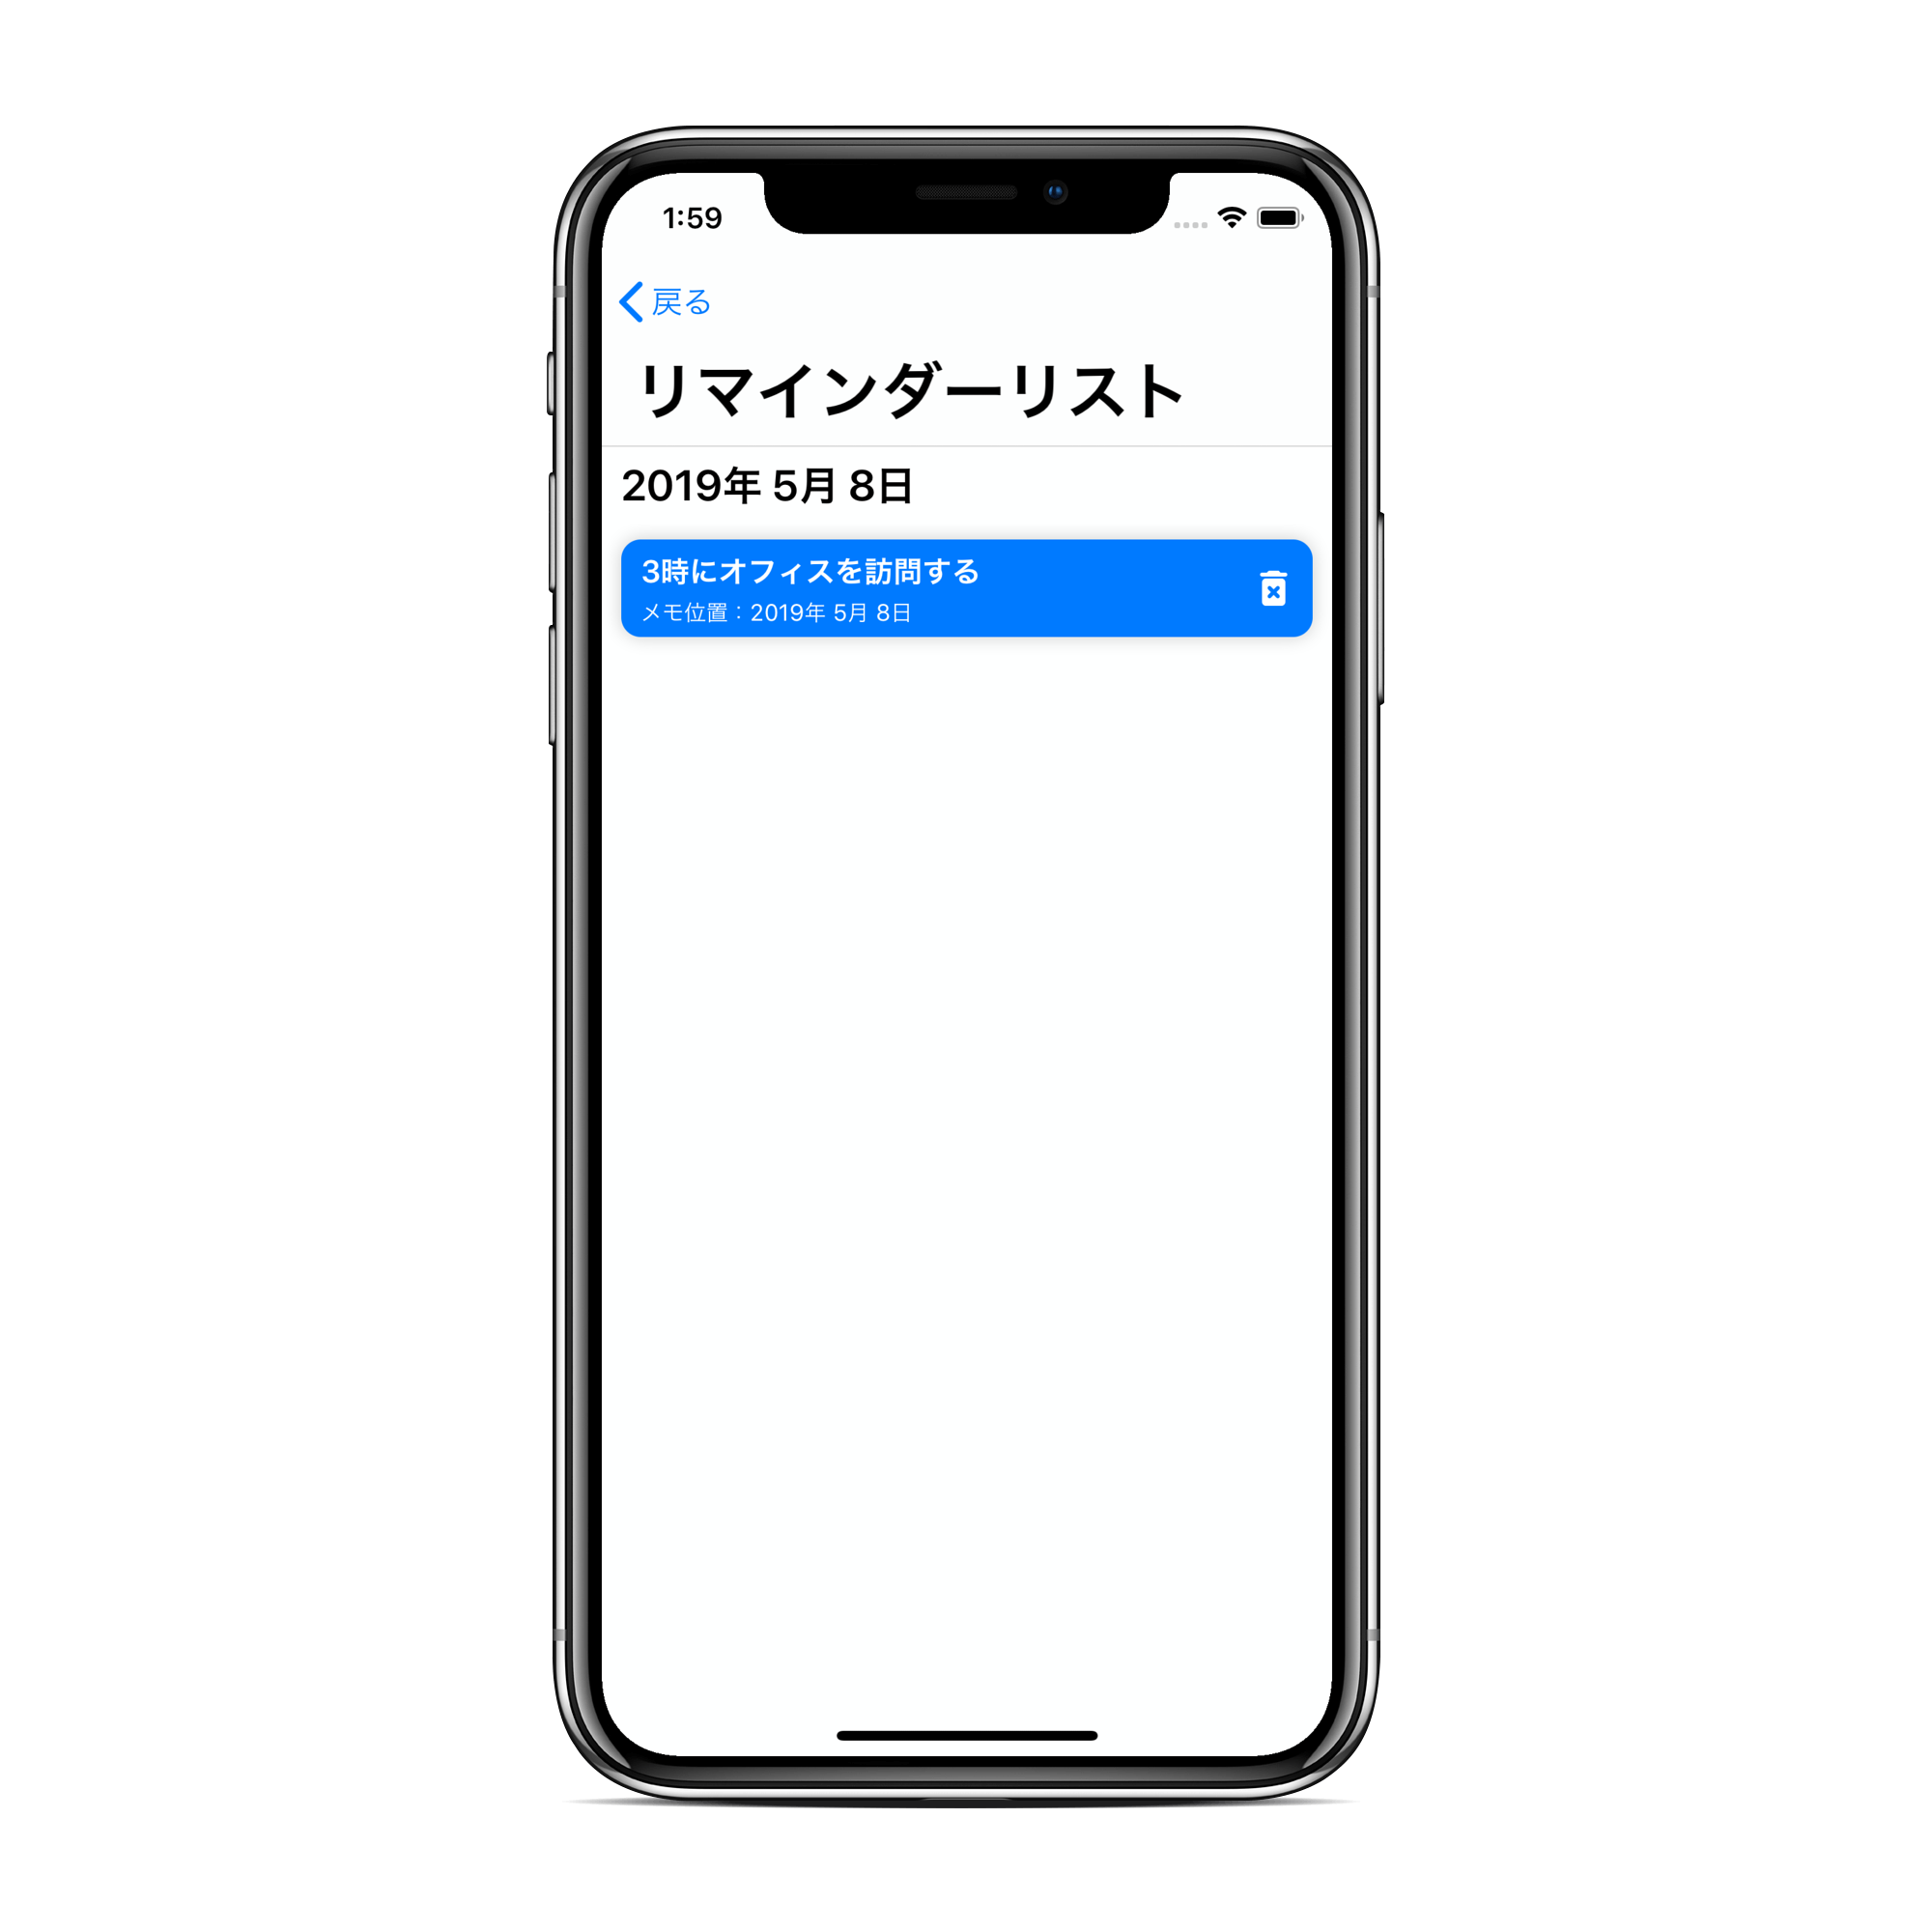 1:59
戻る
リマインダーリスト
2019年 5月 8日
3時にオフィスを訪問する
メモ位置：2019年 5月 8日